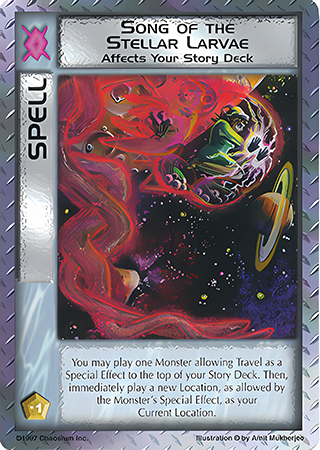 Song of the
Stellar Larvae
Affects Your Story Deck
SPELL
You may play one Monster allowing Travel as a
Special Effect to the top of your Story Deck. Then,
immediately play a new Location, as allowed by
the Monster's Special Effect, as your
Current Location.
-1
©1997 Chaosium Inc.
Illustration © by Amit Mukherjee